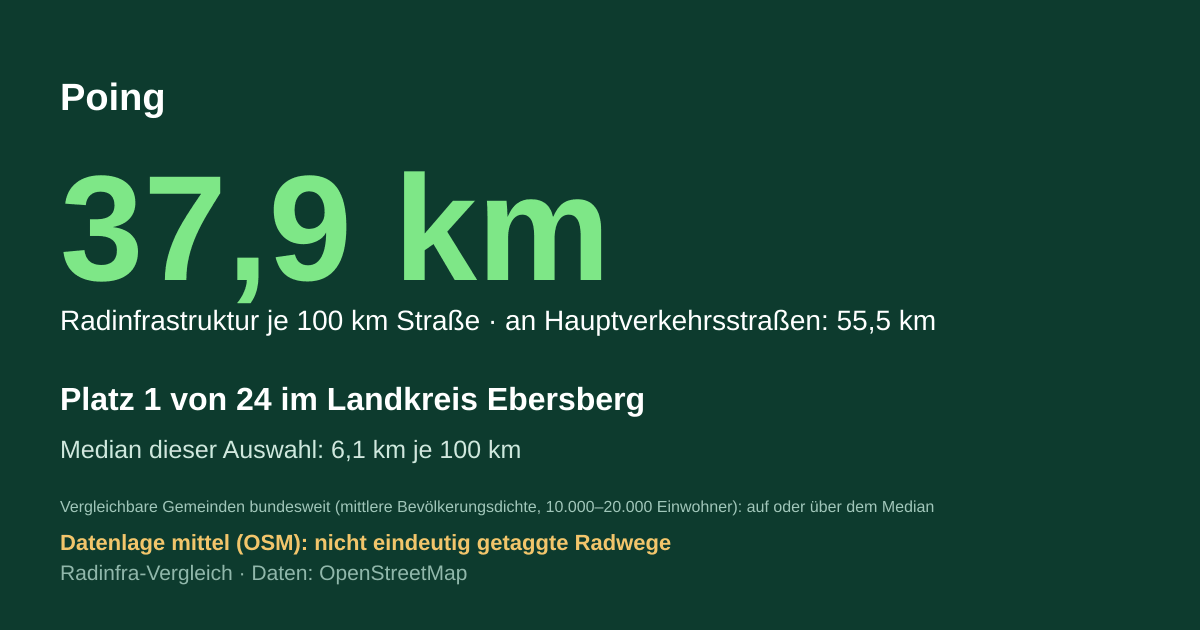 Poing
37,9 km
Radinfrastruktur je 100 km Straße · an Hauptverkehrsstraßen: 55,5 km
Platz 1 von 24 im Landkreis Ebersberg
Median dieser Auswahl: 6,1 km je 100 km
Vergleichbare Gemeinden bundesweit (mittlere Bevölkerungsdichte, 10.000–20.000 Einwohner): auf oder über dem Median
Datenlage mittel (OSM): nicht eindeutig getaggte Radwege
Radinfra-Vergleich · Daten: OpenStreetMap